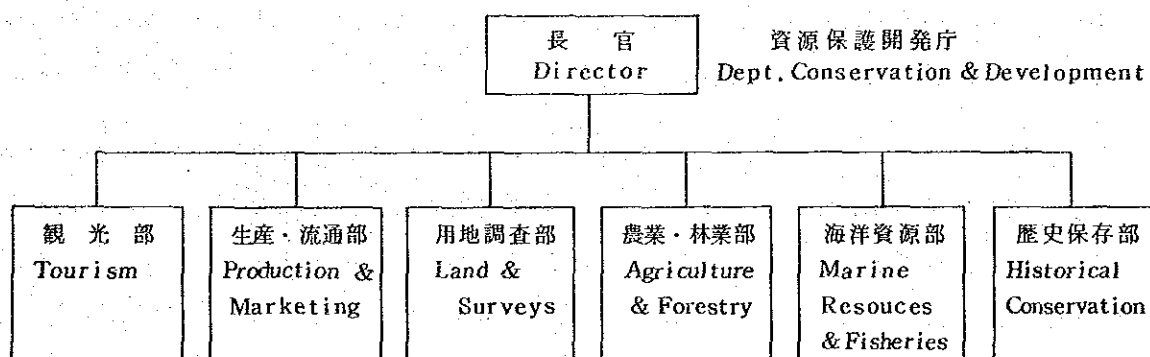 長官
Director
資源保護開発庁
Dept. Conservation & Development
観光部
Tourism
生産・流通部
Production &
Marketing
用地調査部
Land &
Surveys
農業・林業部
Agriculture
& Forestry
海洋資源部
Marine
Resouces
& Fisheries
歴史保存部
Historical
Conservation